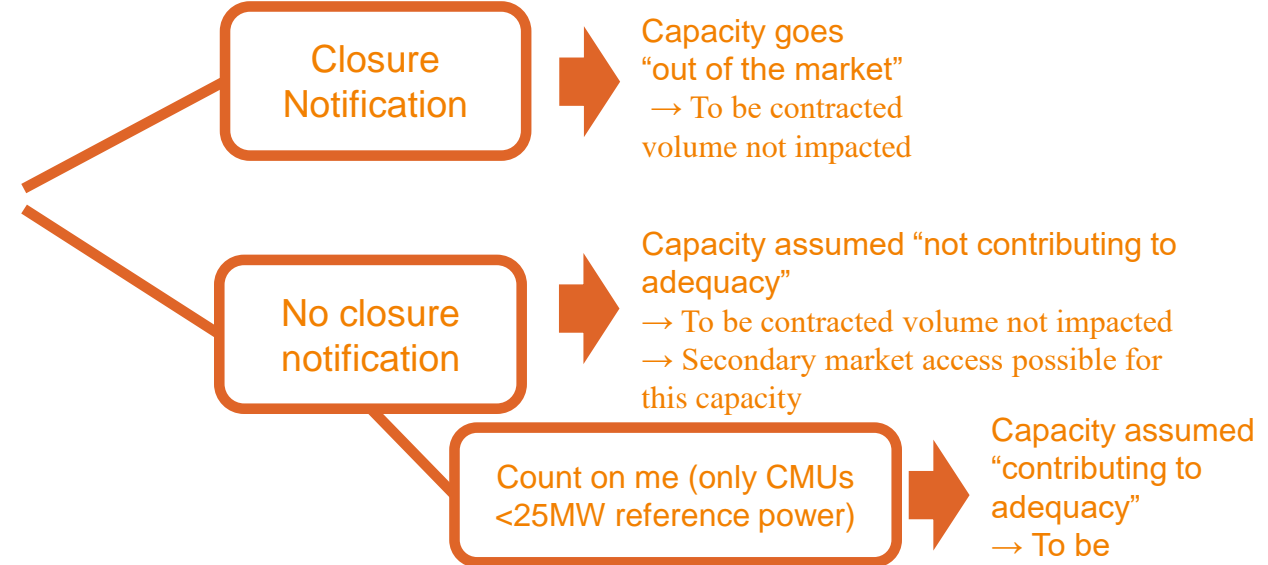 Closure
Notification
Capacity goes
“out of the market”
→ To be contracted
volume not impacted
No closure
notification
Capacity assumed “not contributing to
adequacy”
→ To be contracted volume not impacted
→ Secondary market access possible for
this capacity
Count on me (only CMUs
<25MW reference power)
Capacity assumed
“contributing to
adequacy”
→ To be